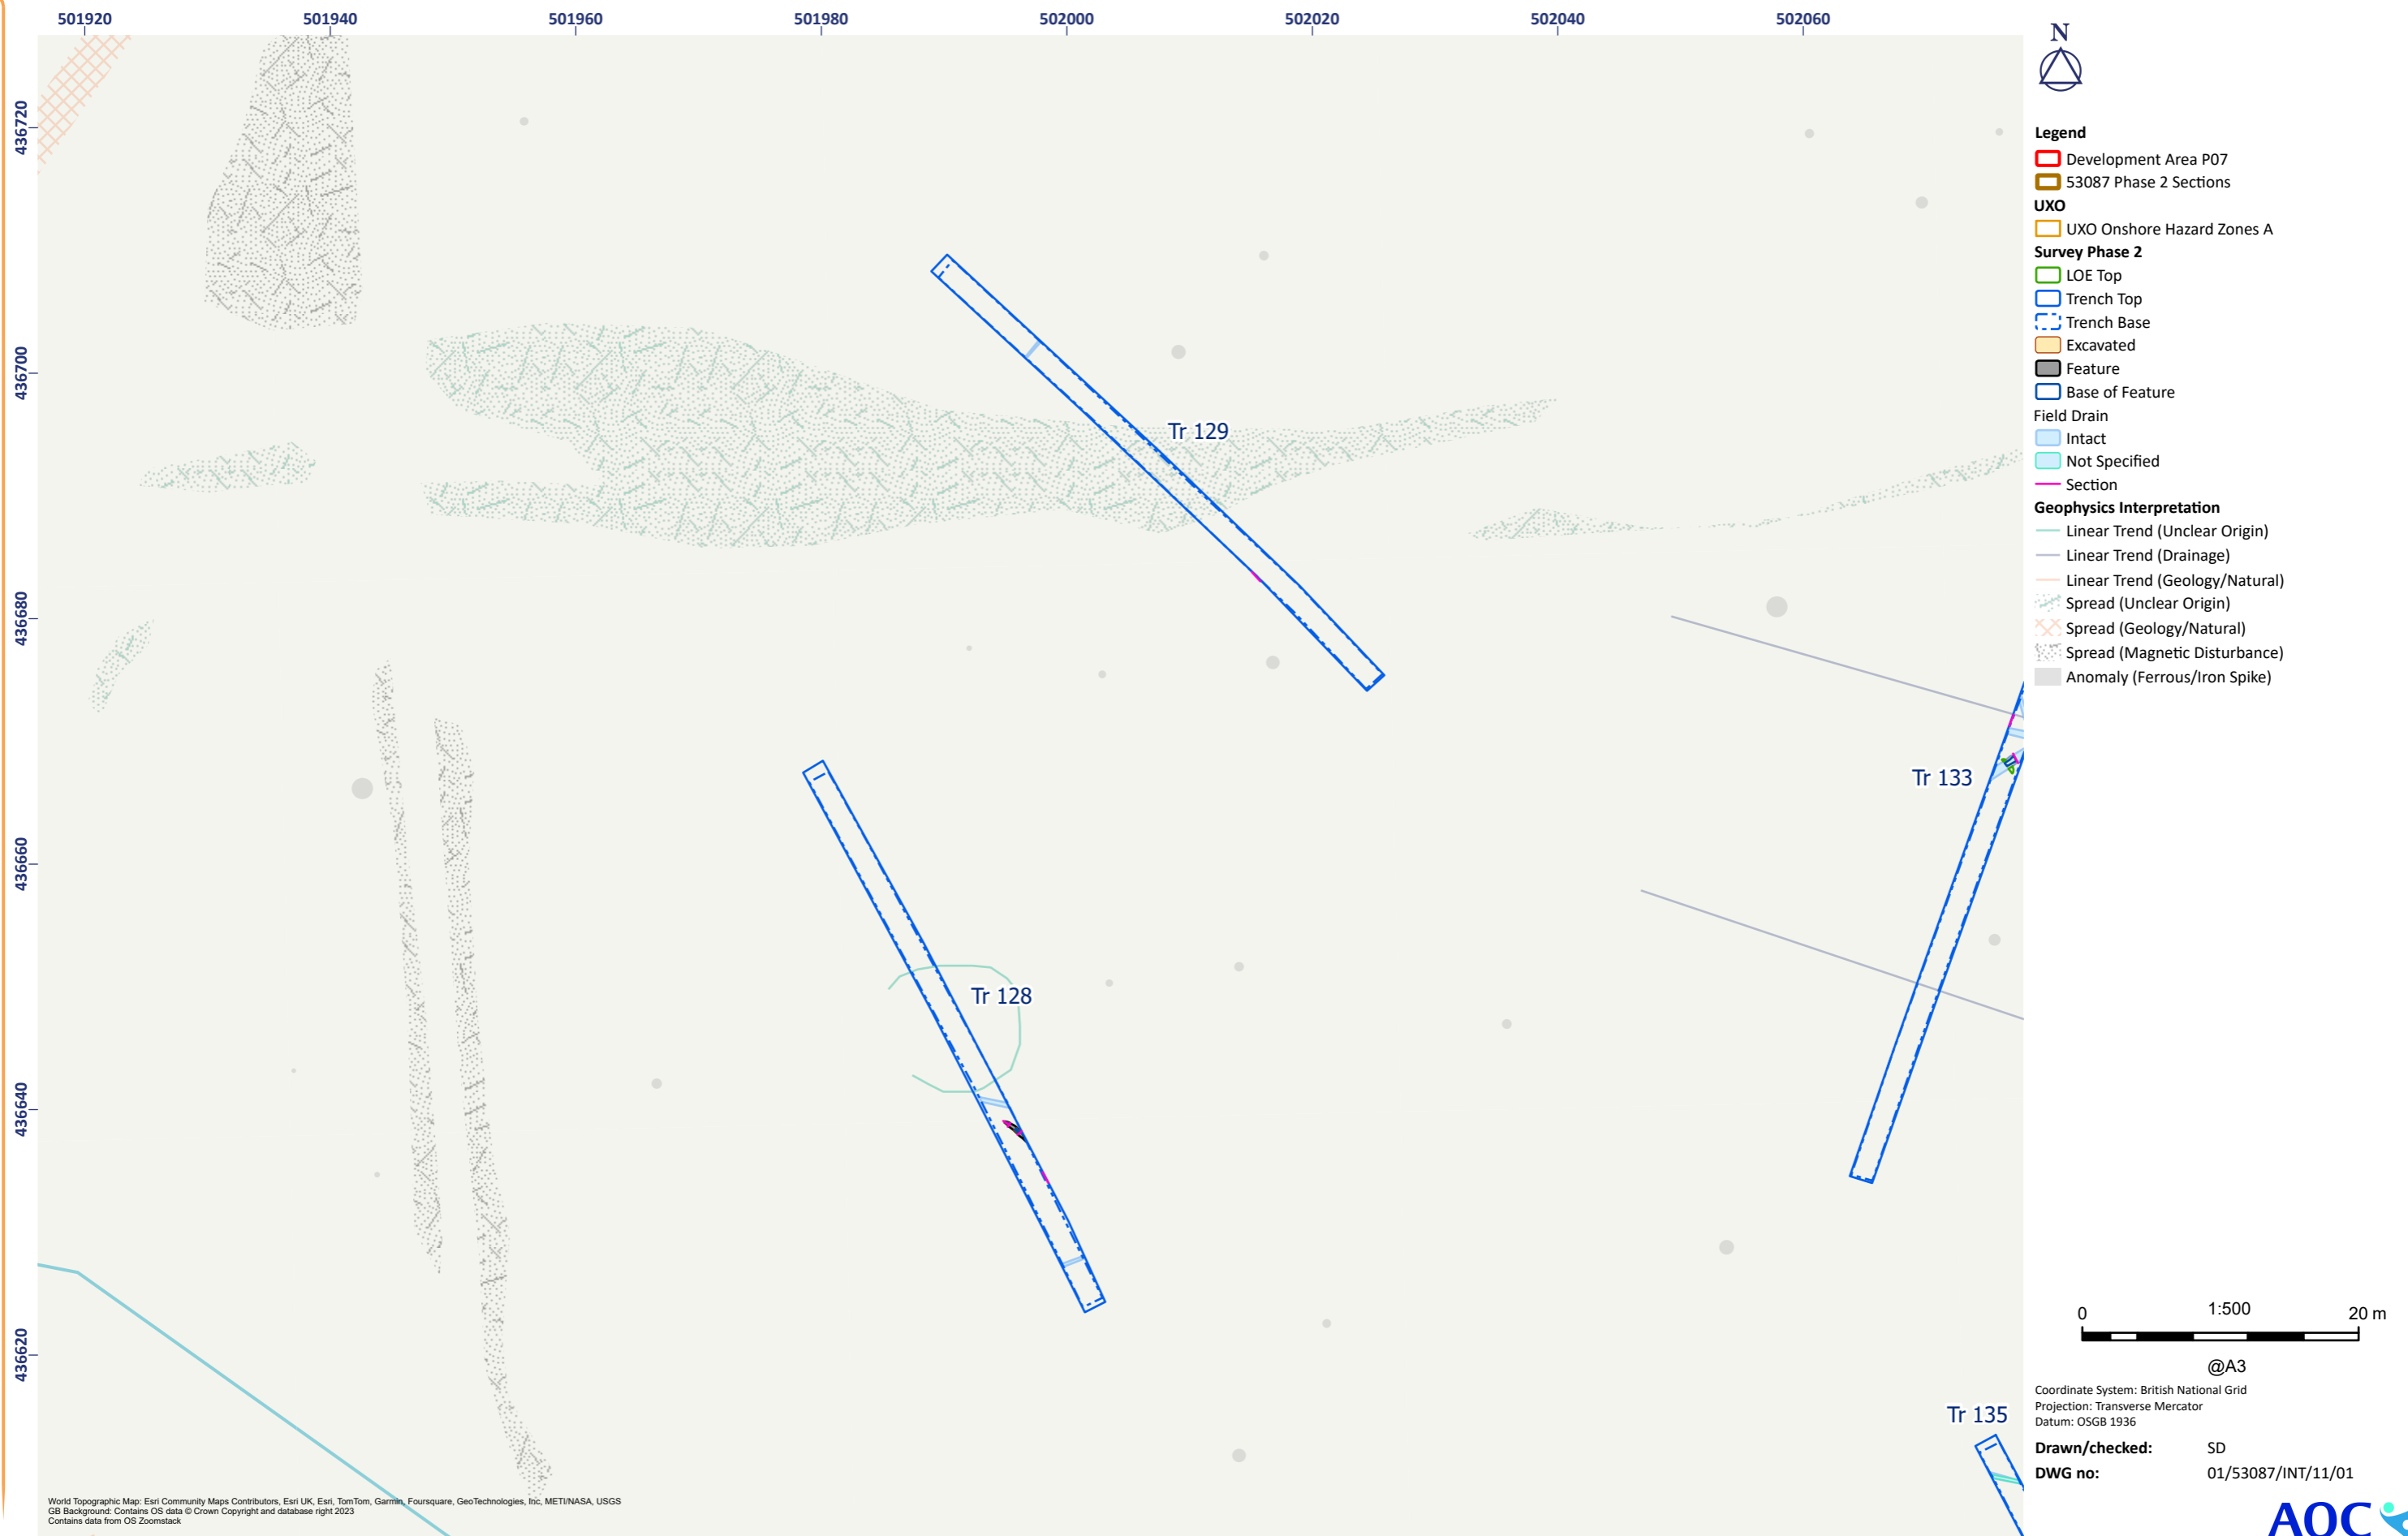 501920 501940 501960 501980 502000 502020 502040 502060
436720
436700
436680
436660
436640
436620
Tr 129
Tr 133
Tr 128
Tr 135
World Topographic Map: Esri Community Maps Contributors, Esri UK, Esri, TomTom, Garmin, Foursquare, GeoTechnologies, Inc, METI/NASA, USGS
GB Background: Contains OS data © Crown Copyright and database right 2023
Contains data from OS Zoomstack
N
Legend
Development Area P07
53087 Phase 2 Sections
UXO
UXO Onshore Hazard Zones A
Survey Phase 2
LOE Top
Trench Top
Trench Base
Excavated
Feature
Base of Feature
Field Drain
Intact
Not Specified
Section
Geophysics Interpretation
Linear Trend (Unclear Origin)
Linear Trend (Drainage)
Linear Trend (Geology/Natural)
Spread (Unclear Origin)
Spread (Geology/Natural)
Spread (Magnetic Disturbance)
Anomaly (Ferrous/Iron Spike)
0 1:500 20 m
@A3
Coordinate System: British National Grid
Projection: Transverse Mercator
Datum: OSGB 1936
Drawn/checked: SD
DWG no: 01/53087/INT/11/01
AOC